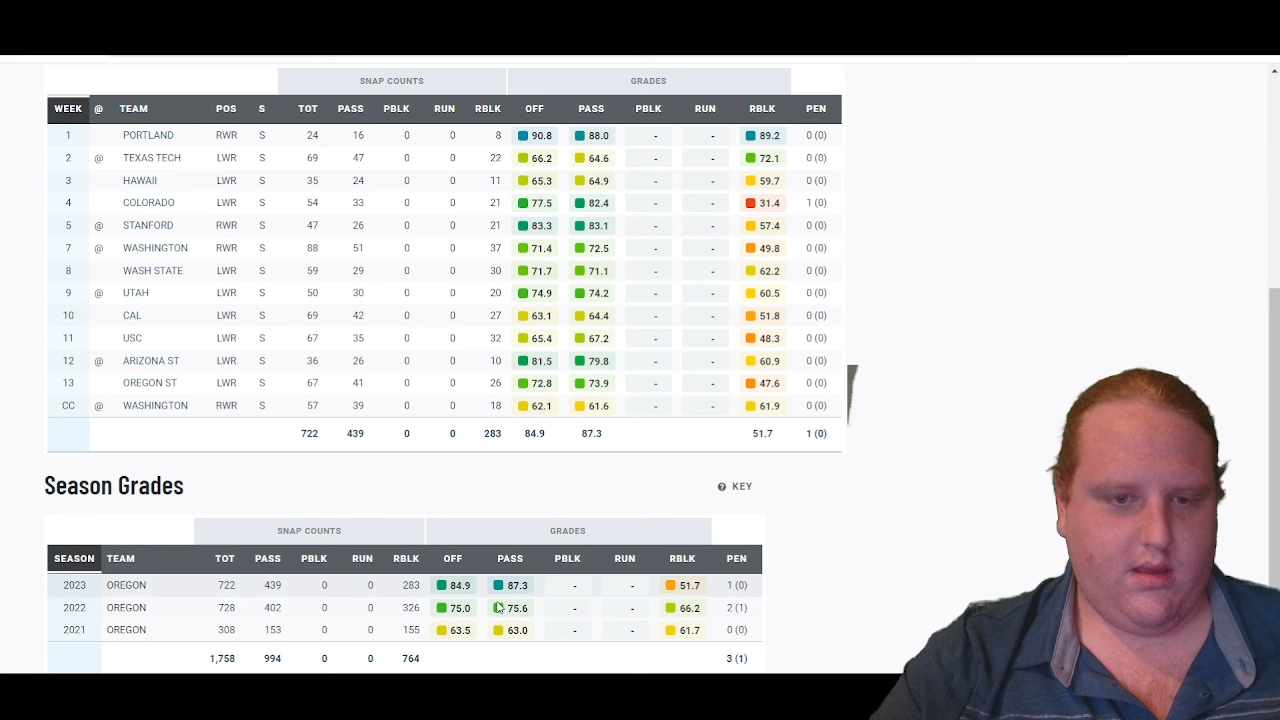 SNAP COUNTS GRADES
WEEK @ TEAM POS S TOT PASS PBLK RUN RBLK OFF PASS PBLK RUN RBLK PEN
1 PORTLAND RWR S 24 16 0 0 8 90.8 88.0 - - 89.2 0 (0)
2 @ TEXAS TECH LWR S 69 47 0 0 22 66.2 64.6 - - 72.1 0 (0)
3 HAWAII LWR S 35 24 0 0 11 65.3 64.9 - - 59.7 0 (0)
4 COLORADO LWR S 54 33 0 0 21 77.5 82.4 - - 31.4 1 (0)
5 @ STANFORD RWR S 47 26 0 0 21 83.3 83.1 - - 57.4 0 (0)
7 @ WASHINGTON RWR S 88 51 0 0 37 71.4 72.5 - - 49.8 0 (0)
8 WASH STATE LWR S 59 29 0 0 30 71.7 71.1 - - 62.2 0 (0)
9 @ UTAH LWR S 50 30 0 0 20 74.9 74.2 - - 60.5 0 (0)
10 CAL LWR S 69 42 0 0 27 63.1 64.4 - - 51.8 0 (0)
11 USC LWR S 67 35 0 0 32 65.4 67.2 - - 48.3 0 (0)
12 @ ARIZONA ST LWR S 36 26 0 0 10 81.5 79.8 - - 60.9 0 (0)
13 OREGON ST LWR S 67 41 0 0 26 72.8 73.9 - - 47.6 0 (0)
CC @ WASHINGTON RWR S 57 39 0 0 18 62.1 61.6 - - 61.9 0 (0)
722 439 0 0 283 84.9 87.3 51.7 1 (0)
Season Grades ? KEY
SNAP COUNTS GRADES
SEASON TEAM TOT PASS PBLK RUN RBLK OFF PASS PBLK RUN RBLK PEN
2023 OREGON 722 439 0 0 283 84.9 87.3 - - 51.7 1 (0)
2022 OREGON 728 402 0 0 326 75.0 75.6 - - 66.2 2 (1)
2021 OREGON 308 153 0 0 155 63.5 63.0 - - 61.7 0 (0)
1,758 994 0 0 764 3 (1)